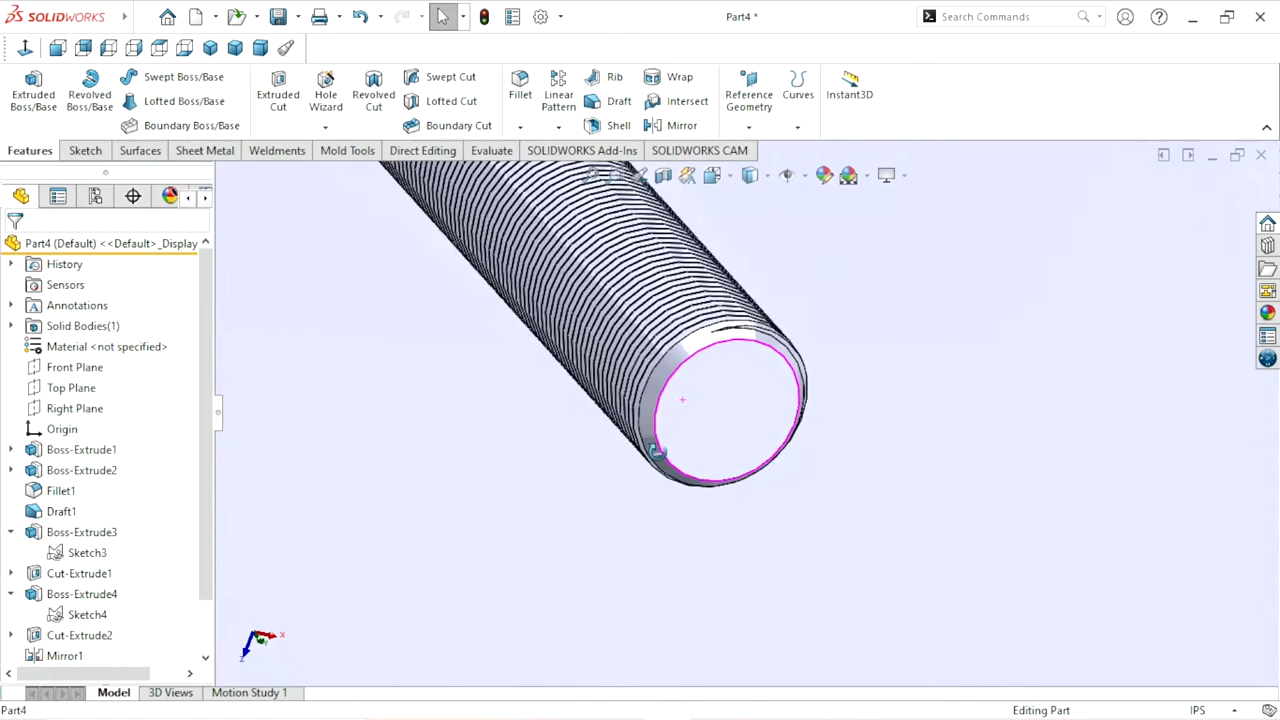 SOLIDWORKS
Part4 *
Search Commands
Extruded Boss/Base
Revolved Boss/Base
Swept Boss/Base
Lofted Boss/Base
Boundary Boss/Base
Extruded Cut
Hole Wizard
Revolved Cut
Swept Cut
Lofted Cut
Boundary Cut
Fillet
Linear Pattern
Rib
Draft
Shell
Wrap
Intersect
Mirror
Reference Geometry
Curves
Instant3D
Features
Sketch
Surfaces
Sheet Metal
Weldments
Mold Tools
Direct Editing
Evaluate
SOLIDWORKS Add-Ins
SOLIDWORKS CAM
Part4 (Default) <<Default>_Display
History
Sensors
Annotations
Solid Bodies(1)
Material <not specified>
Front Plane
Top Plane
Right Plane
Origin
Boss-Extrude1
Boss-Extrude2
Fillet1
Draft1
Boss-Extrude3
Sketch3
Cut-Extrude1
Boss-Extrude4
Sketch4
Cut-Extrude2
Mirror1
X
Z
Model
3D Views
Motion Study 1
Part4
Editing Part
IPS